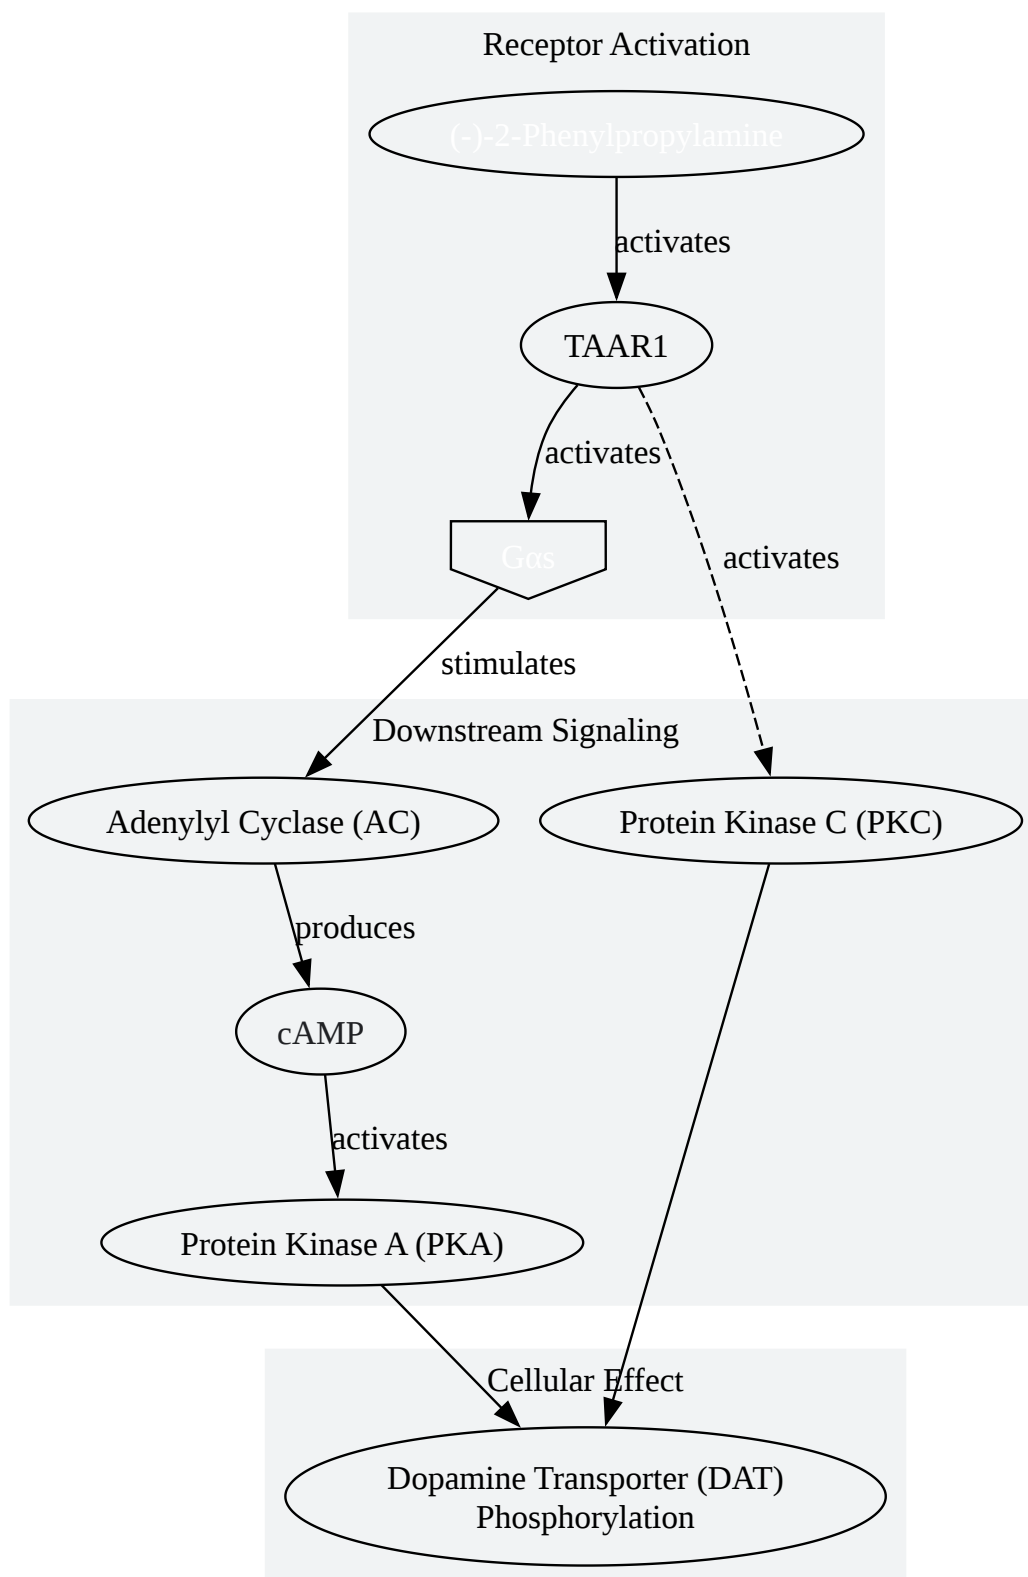 Receptor Activation
(-)-2-Phenylpropylamine
activates
TAAR1
activates
Gαs
activates
stimulates
Downstream Signaling
Adenylyl Cyclase (AC)
Protein Kinase C (PKC)
produces
cAMP
activates
Protein Kinase A (PKA)
Cellular Effect
Dopamine Transporter (DAT)
Phosphorylation